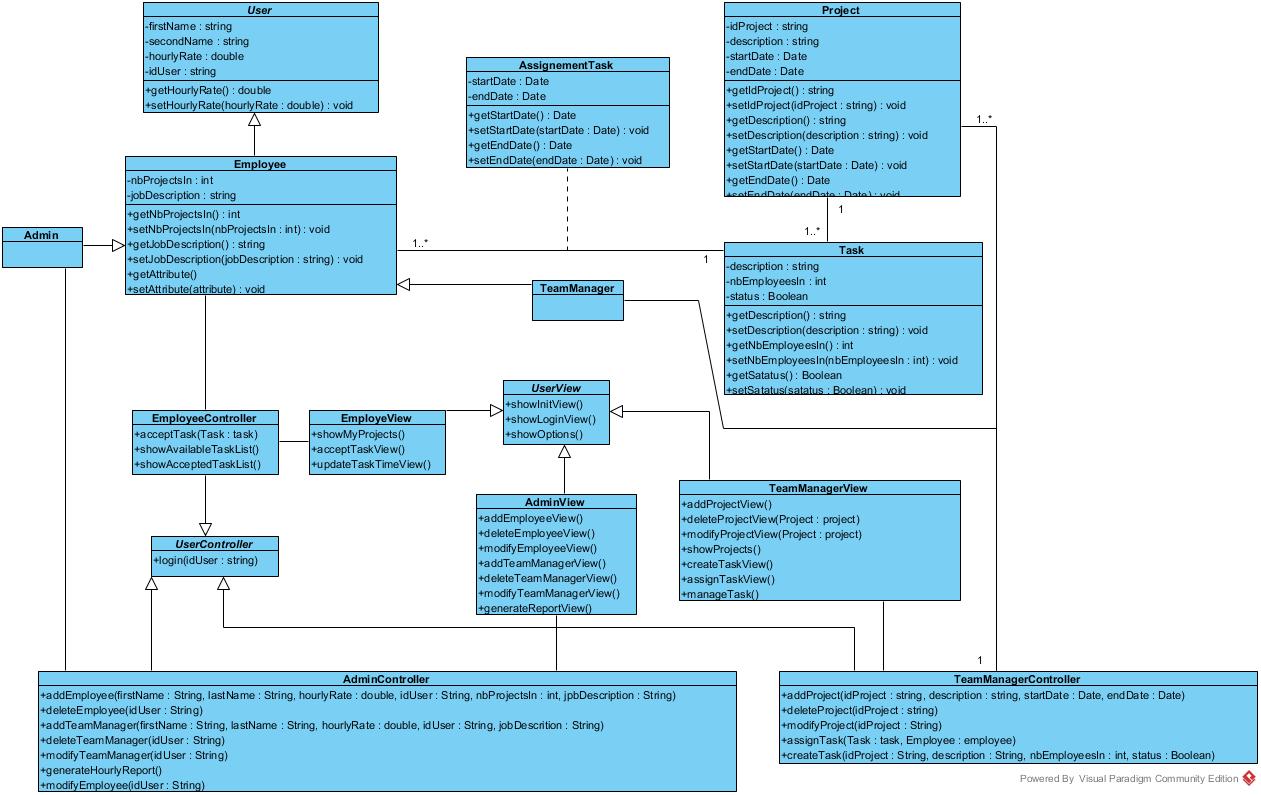 User
-firstName : string
-secondName : string
-hourlyRate : double
-idUser : string
+getHourlyRate() : double
+setHourlyRate(hourlyRate : double) : void
AssignementTask
-startDate : Date
-endDate : Date
+getStartDate() : Date
+setStartDate(startDate : Date) : void
+getEndDate() : Date
+setEndDate(endDate : Date) : void
Project
-idProject : string
-description : string
-startDate : Date
-endDate : Date
+getIdProject() : string
+setIdProject(idProject : string) : void
+getDescription() : string
+setDescription(description : string) : void
+getStartDate() : Date
+setStartDate(startDate : Date) : void
+getEndDate() : Date
+setEndDate(endDate : Date) : void
1..*
1
1..*
Employee
-nbProjectsIn : int
-jobDescription : string
+getNbProjectsIn() : int
+setNbProjectsIn(nbProjectsIn : int) : void
+getJobDescription() : string
+setJobDescription(jobDescription : string) : void
+getAttribute()
+setAttribute(attribute) : void
Admin
1..*
1
Task
-description : string
-nbEmployeesIn : int
-status : Boolean
+getDescription() : string
+setDescription(description : string) : void
+getNbEmployeesIn() : int
+setNbEmployeesIn(nbEmployeesIn : int) : void
+getSatatus() : Boolean
+setSatatus(satatus : Boolean) : void
TeamManager
UserView
+showInitView()
+showLoginView()
+showOptions()
EmployeeController
+acceptTask(Task : task)
+showAvailableTaskList()
+showAcceptedTaskList()
EmployeView
+showMyProjects()
+acceptTaskView()
+updateTaskTimeView()
UserController
+login(idUser : string)
AdminView
+addEmployeeView()
+deleteEmployeeView()
+modifyEmployeeView()
+addTeamManagerView()
+deleteTeamManagerView()
+modifyTeamManagerView()
+generateReportView()
TeamManagerView
+addProjectView()
+deleteProjectView(Project : project)
+modifyProjectView(Project : project)
+showProjects()
+createTaskView()
+assignTaskView()
+manageTask()
1
AdminController
+addEmployee(firstName : String, lastName : String, hourlyRate : double, idUser : String, nbProjectsIn : int, jpbDescription : String)
+deleteEmployee(idUser : String)
+addTeamManager(firstName : String, lastName : String, hourlyRate : double, idUser : String, jobDescrition : String)
+deleteTeamManager(idUser : String)
+modifyTeamManager(idUser : String)
+generateHourlyReport()
+modifyEmployee(idUser : String)
TeamManagerController
+addProject(idProject : string, description : string, startDate : Date, endDate : Date)
+deleteProject(idProject : string)
+modifyProject(idProject : String)
+assignTask(Task : task, Employee : employee)
+createTask(idProject : String, description : String, nbEmployeesIn : int, status : Boolean)
Powered By Visual Paradigm Community Edition